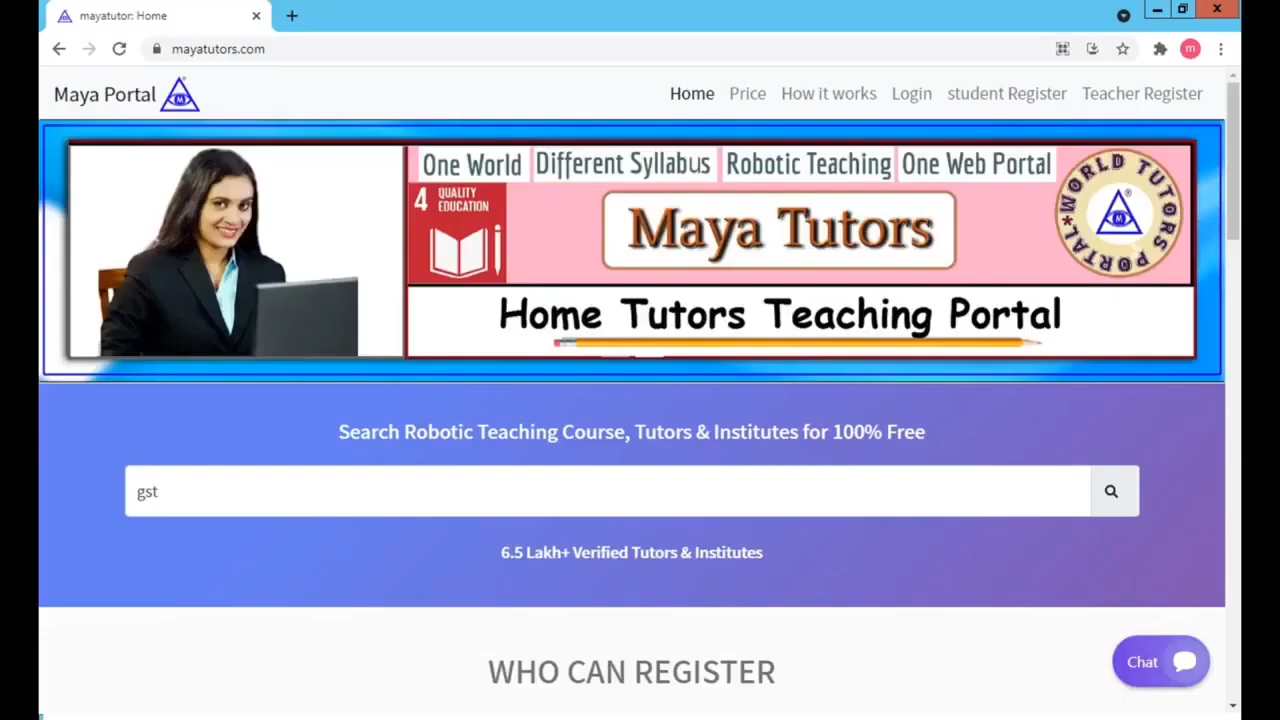 mayatutor: Home
mayatutors.com
m
Maya Portal
M
Home Price How it works Login student Register Teacher Register
One World Different Syllabus Robotic Teaching One Web Portal
4 QUALITY
EDUCATION
Maya Tutors
WORLD TUTORS PORTAL*
M
Home Tutors Teaching Portal
Search Robotic Teaching Course, Tutors & Institutes for 100% Free
gst
6.5 Lakh+ Verified Tutors & Institutes
WHO CAN REGISTER
Chat